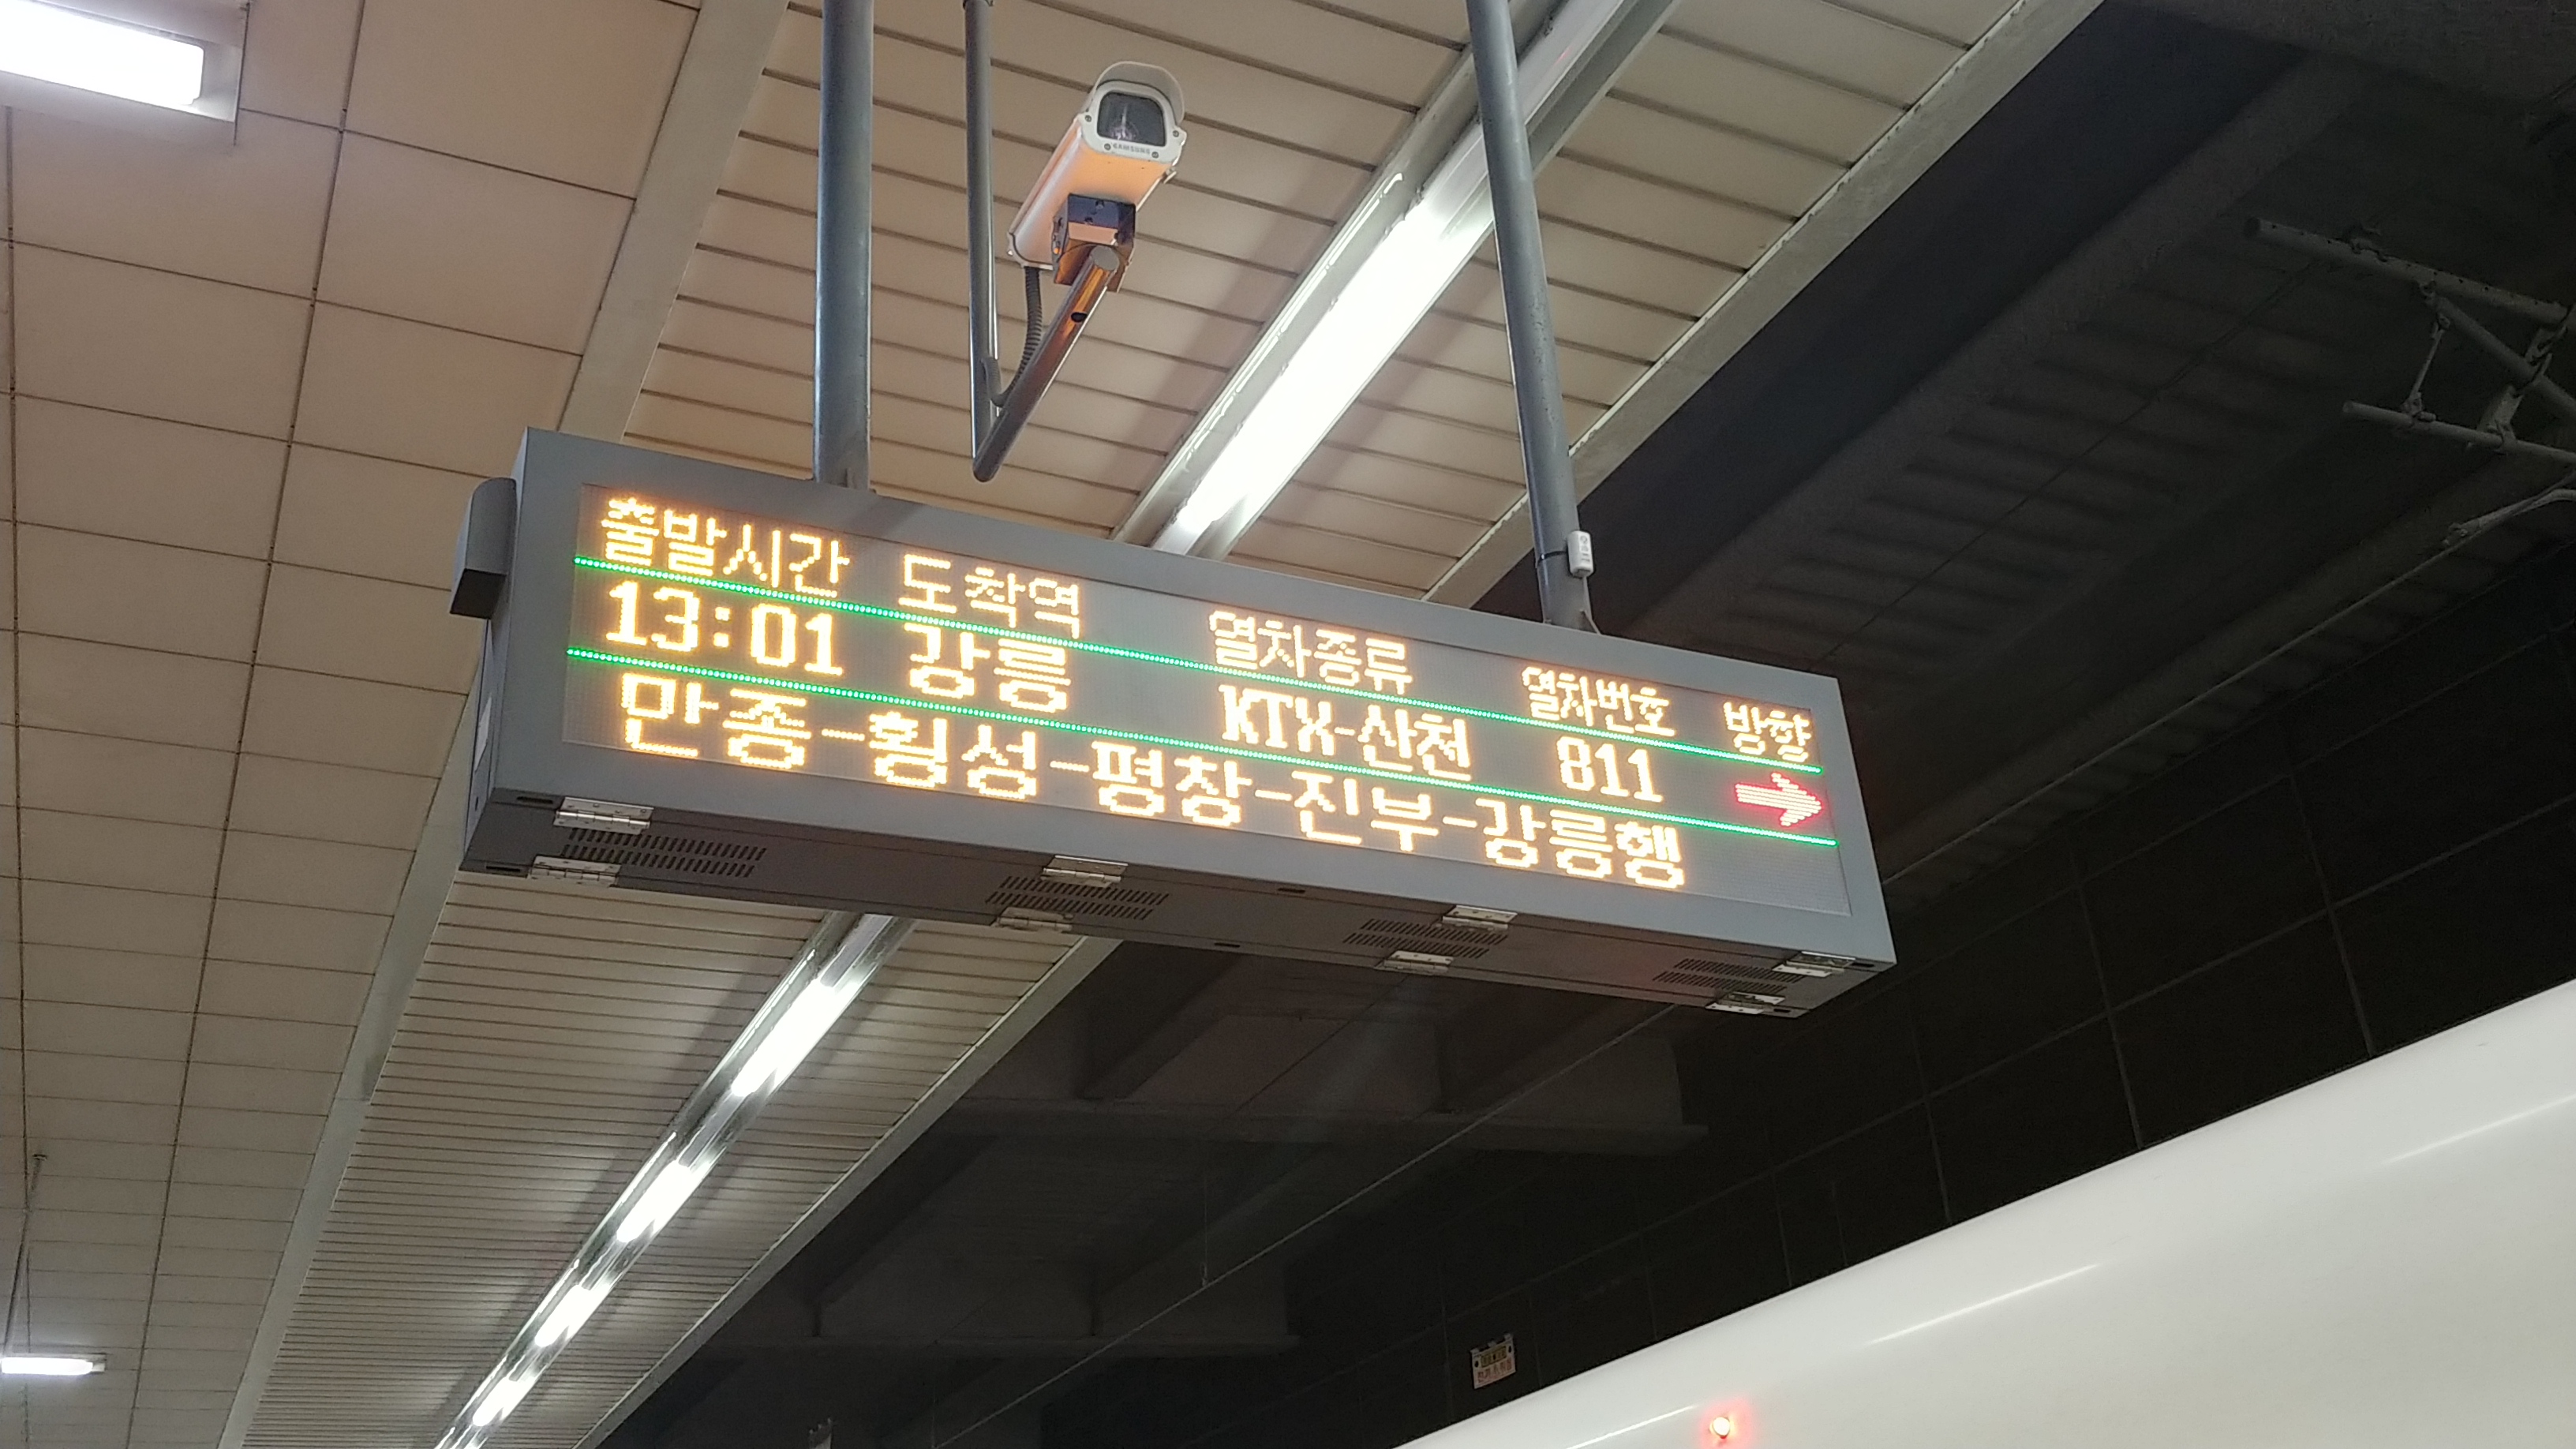 SAMSUNG
출발시간 도착역 열차종류 열차번호 방향
13:01 강릉 KTX-산천 811 →
만종-횡성-평창-진부-강릉행